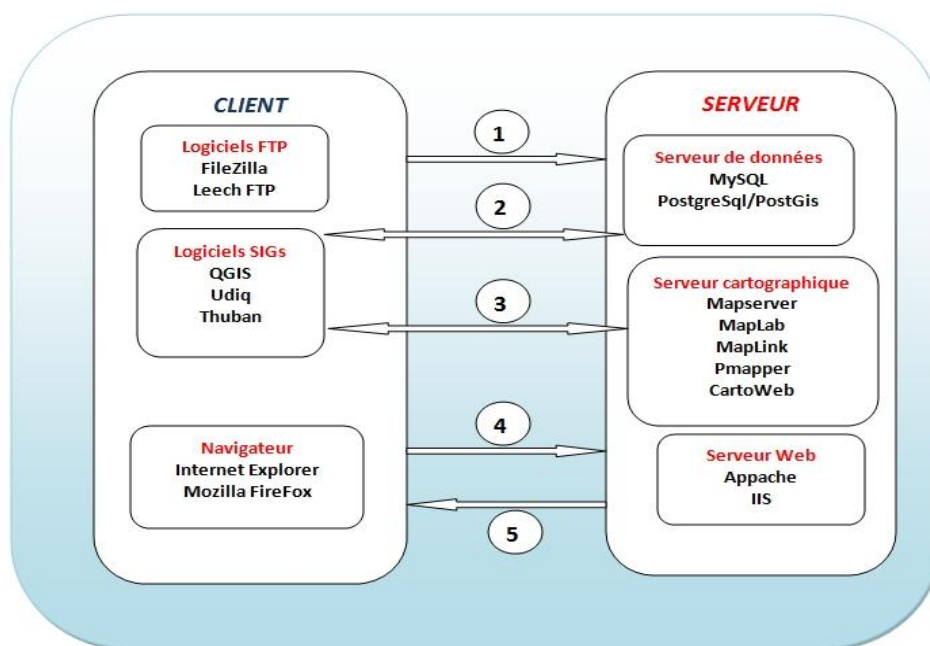 CLIENT
Logiciels FTP
FileZilla
Leech FTP
Logiciels SIGs
QGIS
Udiq
Thuban
Navigateur
Internet Explorer
Mozilla FireFox
1
2
3
4
5
SERVEUR
Serveur de données
MySQL
PostgreSql/PostGis
Serveur cartographique
Mapserver
MapLab
MapLink
Pmapper
CartoWeb
Serveur Web
Appache
IIS